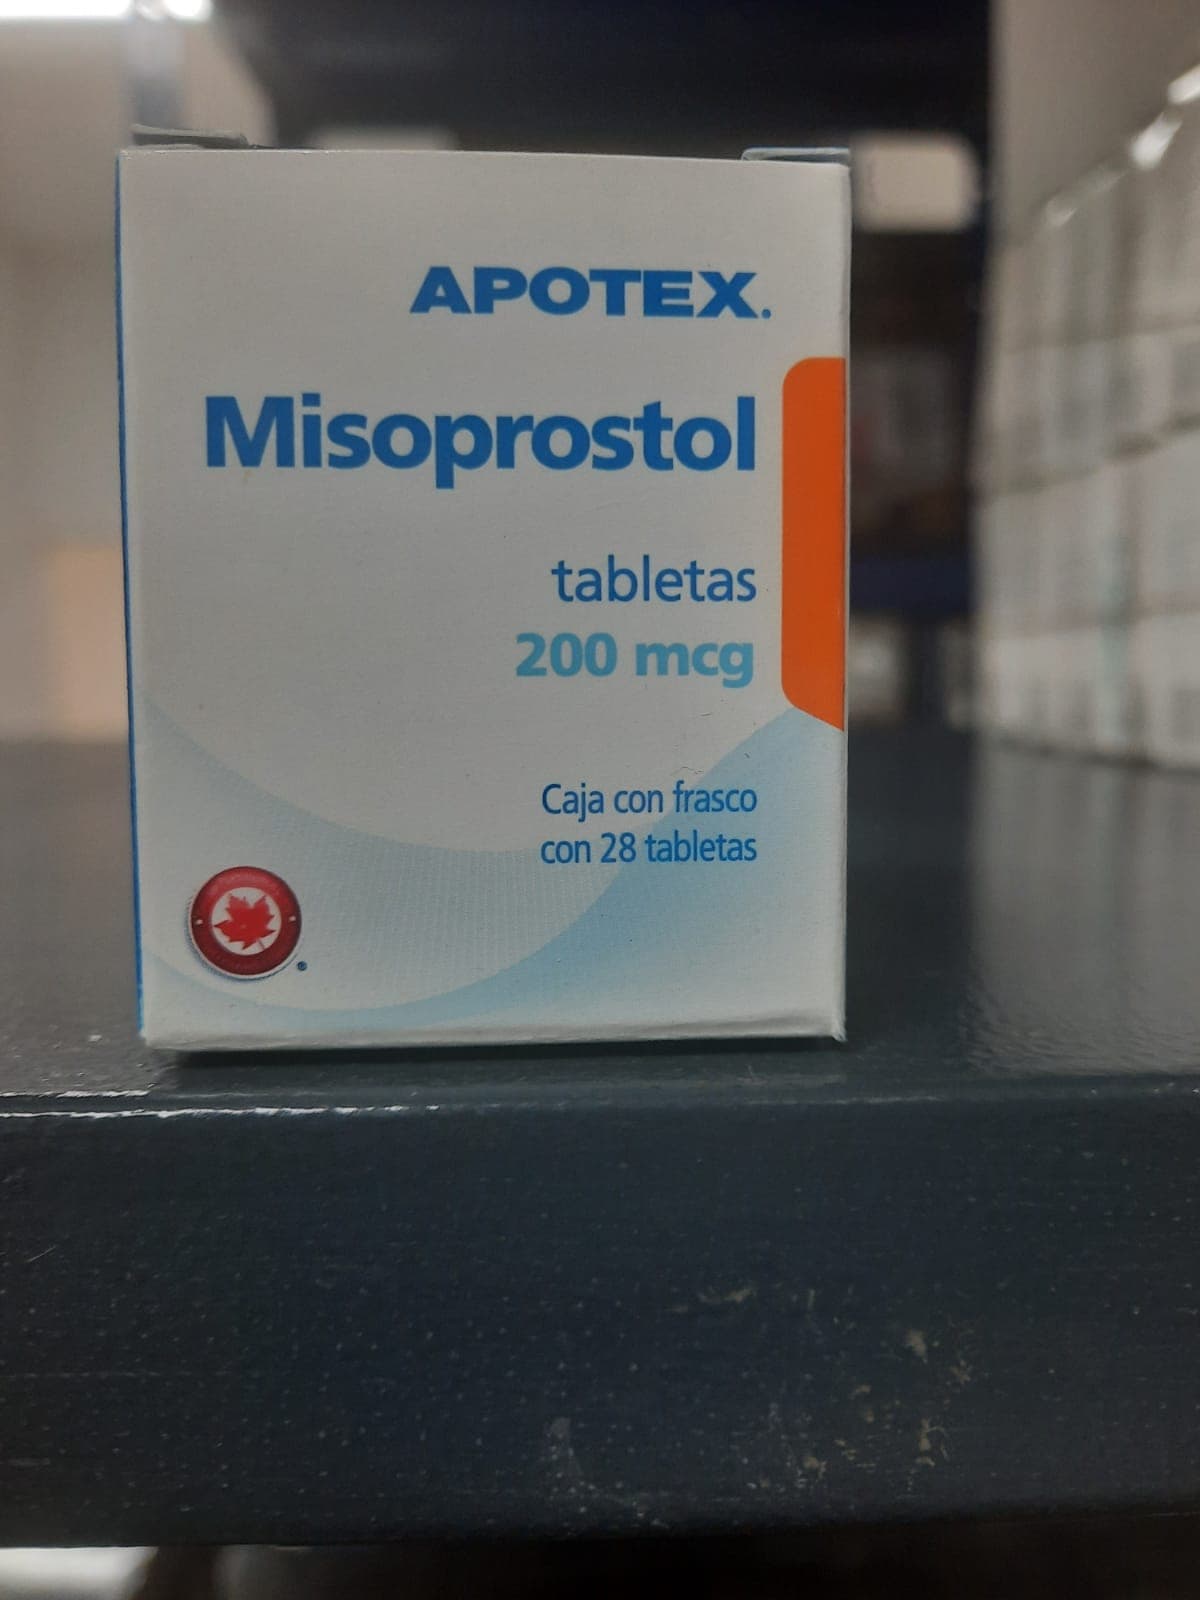 APOTEX.
Misoprostol
tabletas
200 mcg
Caja con frasco
con 28 tabletas
®